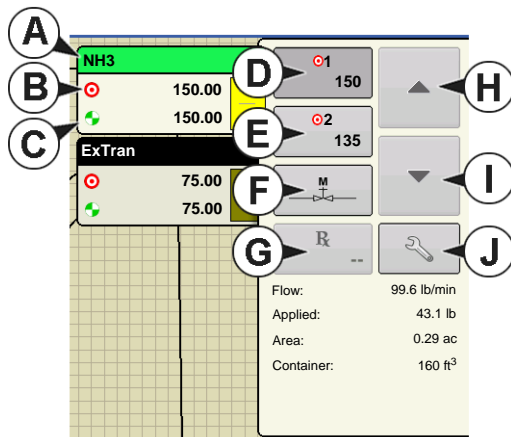 A
NH3
B
150.00
C
150.00
ExTran
75.00
75.00
D
1
150
E
2
135
F
M
G
Rx
--
H
I
J
Flow: 99.6 lb/min
Applied: 43.1 lb
Area: 0.29 ac
Container: 160 ft³